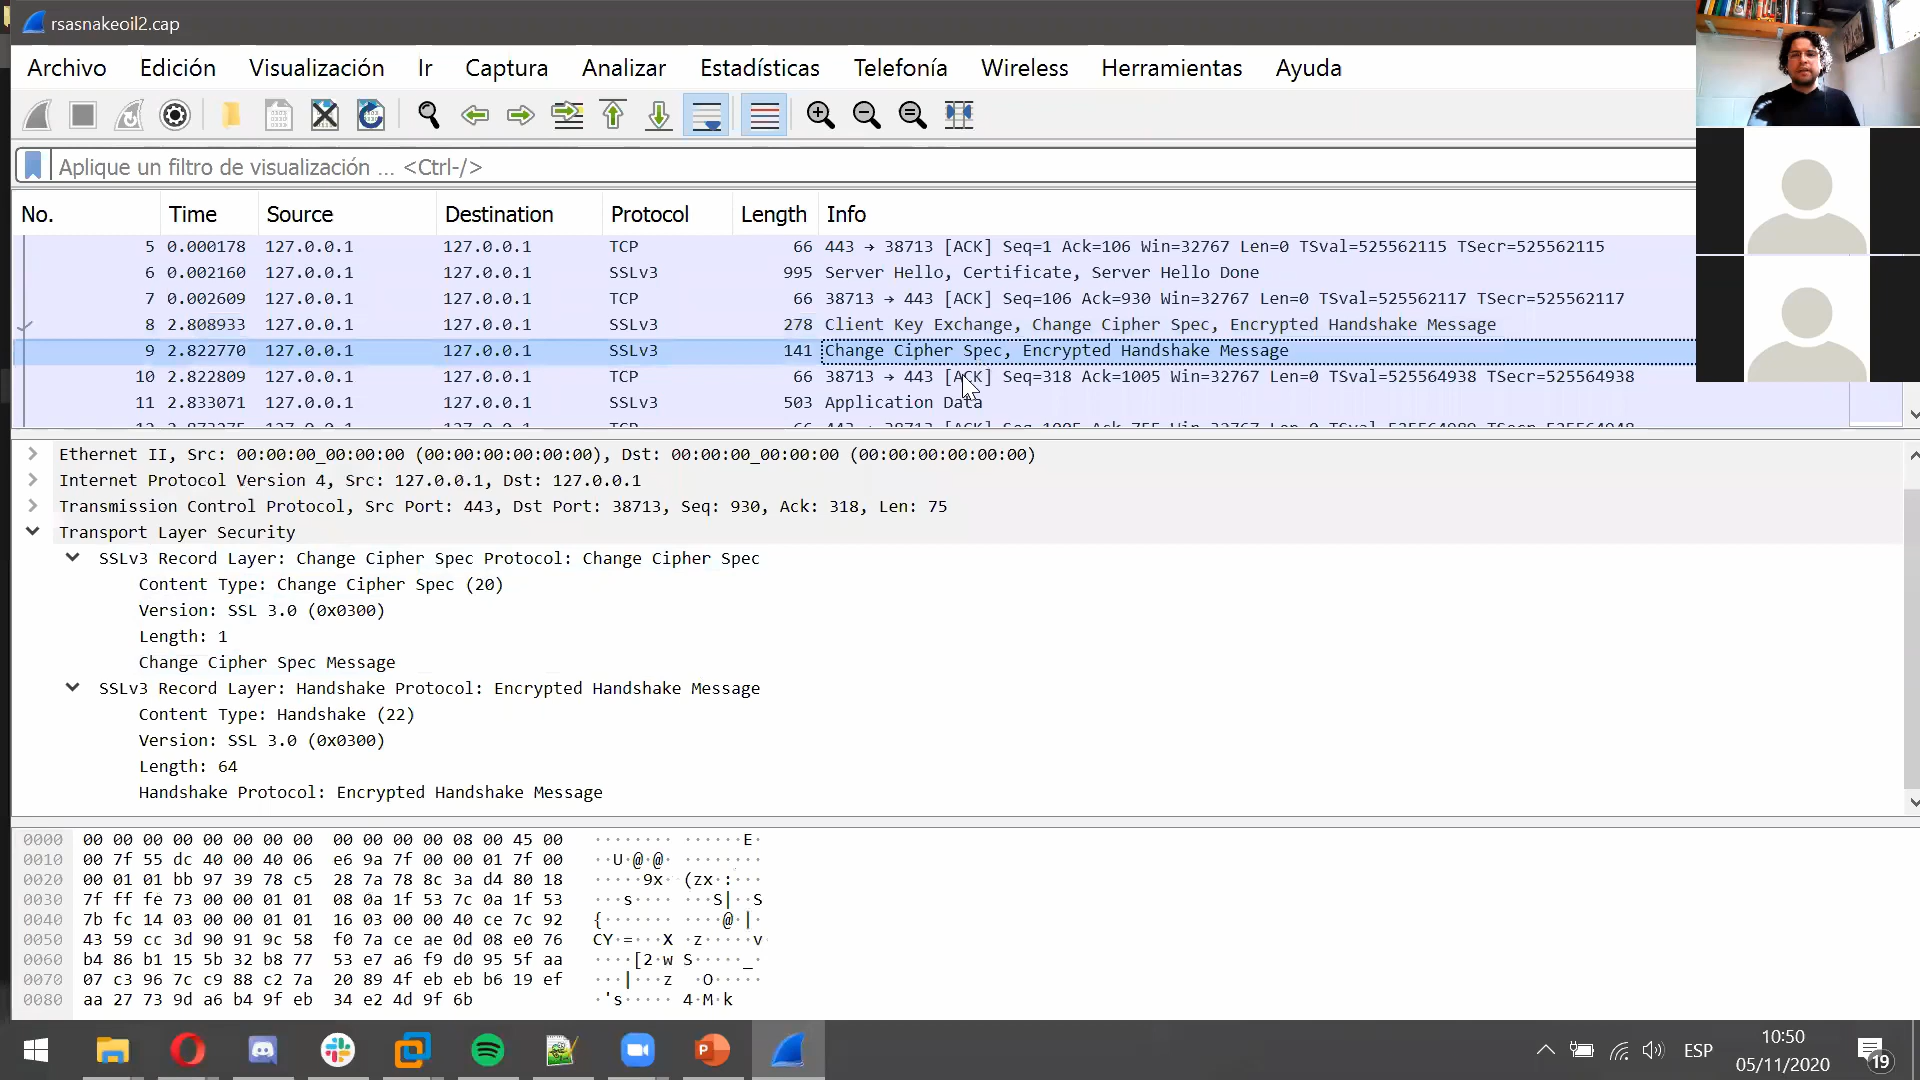 rsasnakeoil2.cap
Archivo Edición Visualización Ir Captura Analizar Estadísticas Telefonía Wireless Herramientas Ayuda
Aplique un filtro de visualización ... <Ctrl-/>
No. Time Source Destination Protocol Length Info
5 0.000178 127.0.0.1 127.0.0.1 TCP 66 443 → 38713 [ACK] Seq=1 Ack=106 Win=32767 Len=0 TSval=525562115 TSecr=525562115
6 0.002160 127.0.0.1 127.0.0.1 SSLv3 995 Server Hello, Certificate, Server Hello Done
7 0.002609 127.0.0.1 127.0.0.1 TCP 66 38713 → 443 [ACK] Seq=106 Ack=930 Win=32767 Len=0 TSval=525562117 TSecr=525562117
8 2.808933 127.0.0.1 127.0.0.1 SSLv3 278 Client Key Exchange, Change Cipher Spec, Encrypted Handshake Message
9 2.822770 127.0.0.1 127.0.0.1 SSLv3 141 Change Cipher Spec, Encrypted Handshake Message
10 2.822809 127.0.0.1 127.0.0.1 TCP 66 38713 → 443 [ACK] Seq=318 Ack=1005 Win=32767 Len=0 TSval=525564938 TSecr=525564938
11 2.833071 127.0.0.1 127.0.0.1 SSLv3 503 Application Data
Ethernet II, Src: 00:00:00_00:00:00 (00:00:00:00:00:00), Dst: 00:00:00_00:00:00 (00:00:00:00:00:00)
Internet Protocol Version 4, Src: 127.0.0.1, Dst: 127.0.0.1
Transmission Control Protocol, Src Port: 443, Dst Port: 38713, Seq: 930, Ack: 318, Len: 75
Transport Layer Security
SSLv3 Record Layer: Change Cipher Spec Protocol: Change Cipher Spec
Content Type: Change Cipher Spec (20)
Version: SSL 3.0 (0x0300)
Length: 1
Change Cipher Spec Message
SSLv3 Record Layer: Handshake Protocol: Encrypted Handshake Message
Content Type: Handshake (22)
Version: SSL 3.0 (0x0300)
Length: 64
Handshake Protocol: Encrypted Handshake Message
0000 00 00 00 00 00 00 00 00 00 00 00 00 08 00 45 00 ········ ······E·
0010 00 7f 55 dc 40 00 40 06 e6 9a 7f 00 00 01 7f 00 ··U·@·@· ········
0020 00 01 01 bb 97 39 78 c5 28 7a 78 8c 3a d4 80 18 ·····9x· (zx·:···
0030 7f ff fe 73 00 00 01 01 08 0a 1f 53 7c 0a 1f 53 ···s···· ···S|··S
0040 7b fc 14 03 00 00 01 01 16 03 00 00 40 ce 7c 92 {······· ····@·|·
0050 43 59 cc 3d 90 91 9c 58 f0 7a ce ae 0d 08 e0 76 CY·=···X ·z·····v
0060 b4 86 b1 15 5b 32 b8 77 53 e7 a6 f9 d0 95 5f aa ····[2·w S·····_·
0070 07 c3 96 7c c9 88 c2 7a 20 89 4f eb eb b6 19 ef ···|···z ·O·····
0080 aa 27 73 9d a6 b4 9f eb 34 e2 4d 9f 6b ·'s····· 4·M·k
ESP
10:50
05/11/2020
19